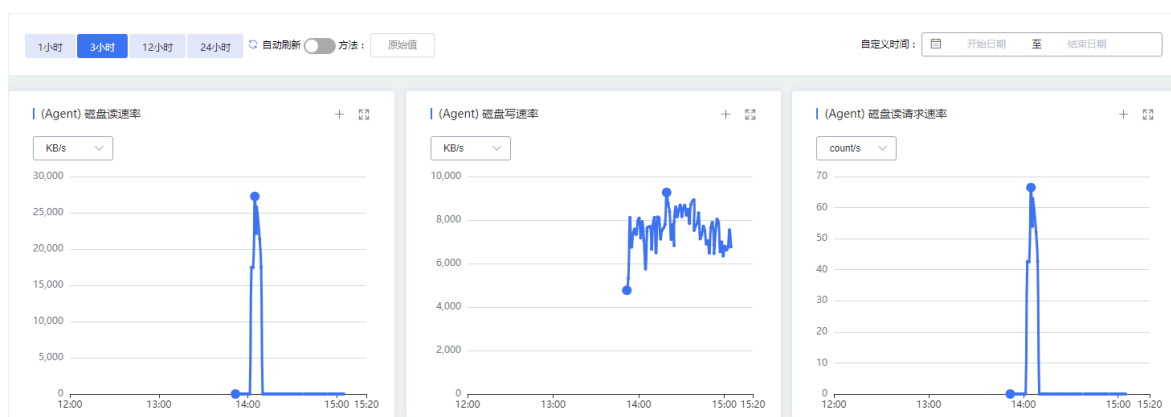 1小时 3小时 12小时 24小时 自动刷新 方法： 原始值 自定义时间： 开始日期 至 结束日期
(Agent) 磁盘读速率
KB/s
30,000
25,000
20,000
15,000
10,000
5,000
0
12:00 13:00 14:00 15:00 15:20
(Agent) 磁盘写速率
KB/s
10,000
8,000
6,000
4,000
2,000
0
12:00 13:00 14:00 15:00 15:20
(Agent) 磁盘读请求速率
count/s
70
60
50
40
30
20
10
0
12:00 13:00 14:00 15:00 15:20